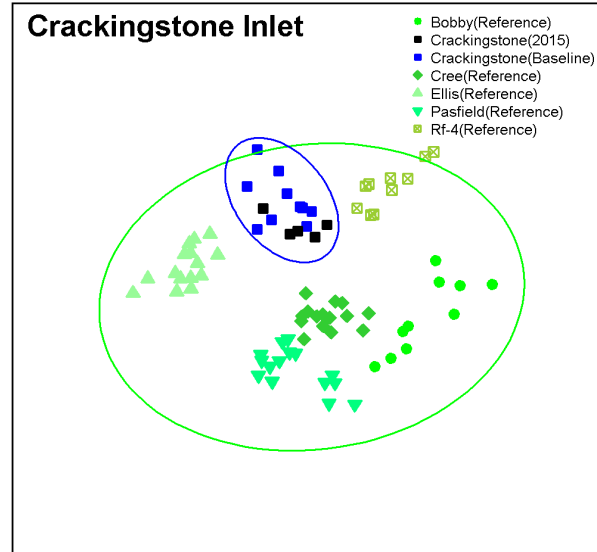 Crackingstone Inlet
Bobby(Reference)
Crackingstone(2015)
Crackingstone(Baseline)
Cree(Reference)
Ellis(Reference)
Pasfield(Reference)
Rf-4(Reference)